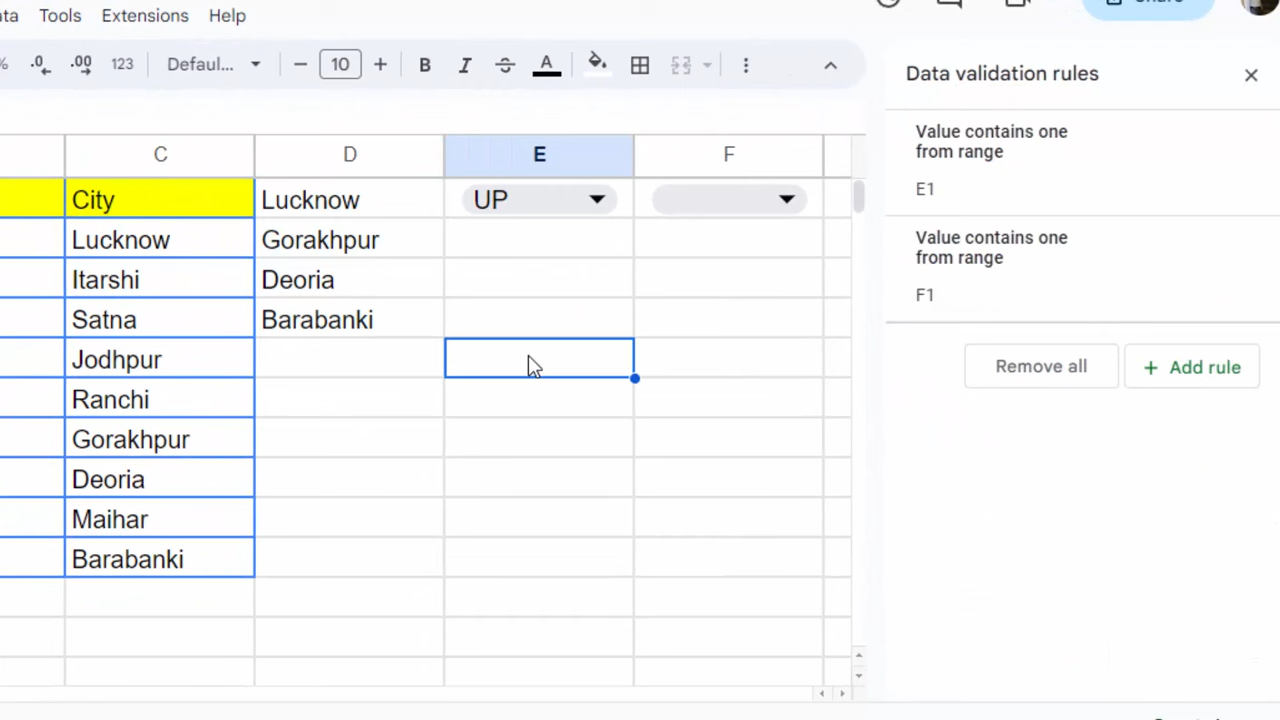 Tools Extensions Help
.0 .00 123 Defaul... 10 B I A
Data validation rules
Value contains one
from range
E1
Value contains one
from range
F1
Remove all + Add rule
C D E F
City Lucknow UP
Lucknow Gorakhpur
Itarshi Deoria
Satna Barabanki
Jodhpur
Ranchi
Gorakhpur
Deoria
Maihar
Barabanki